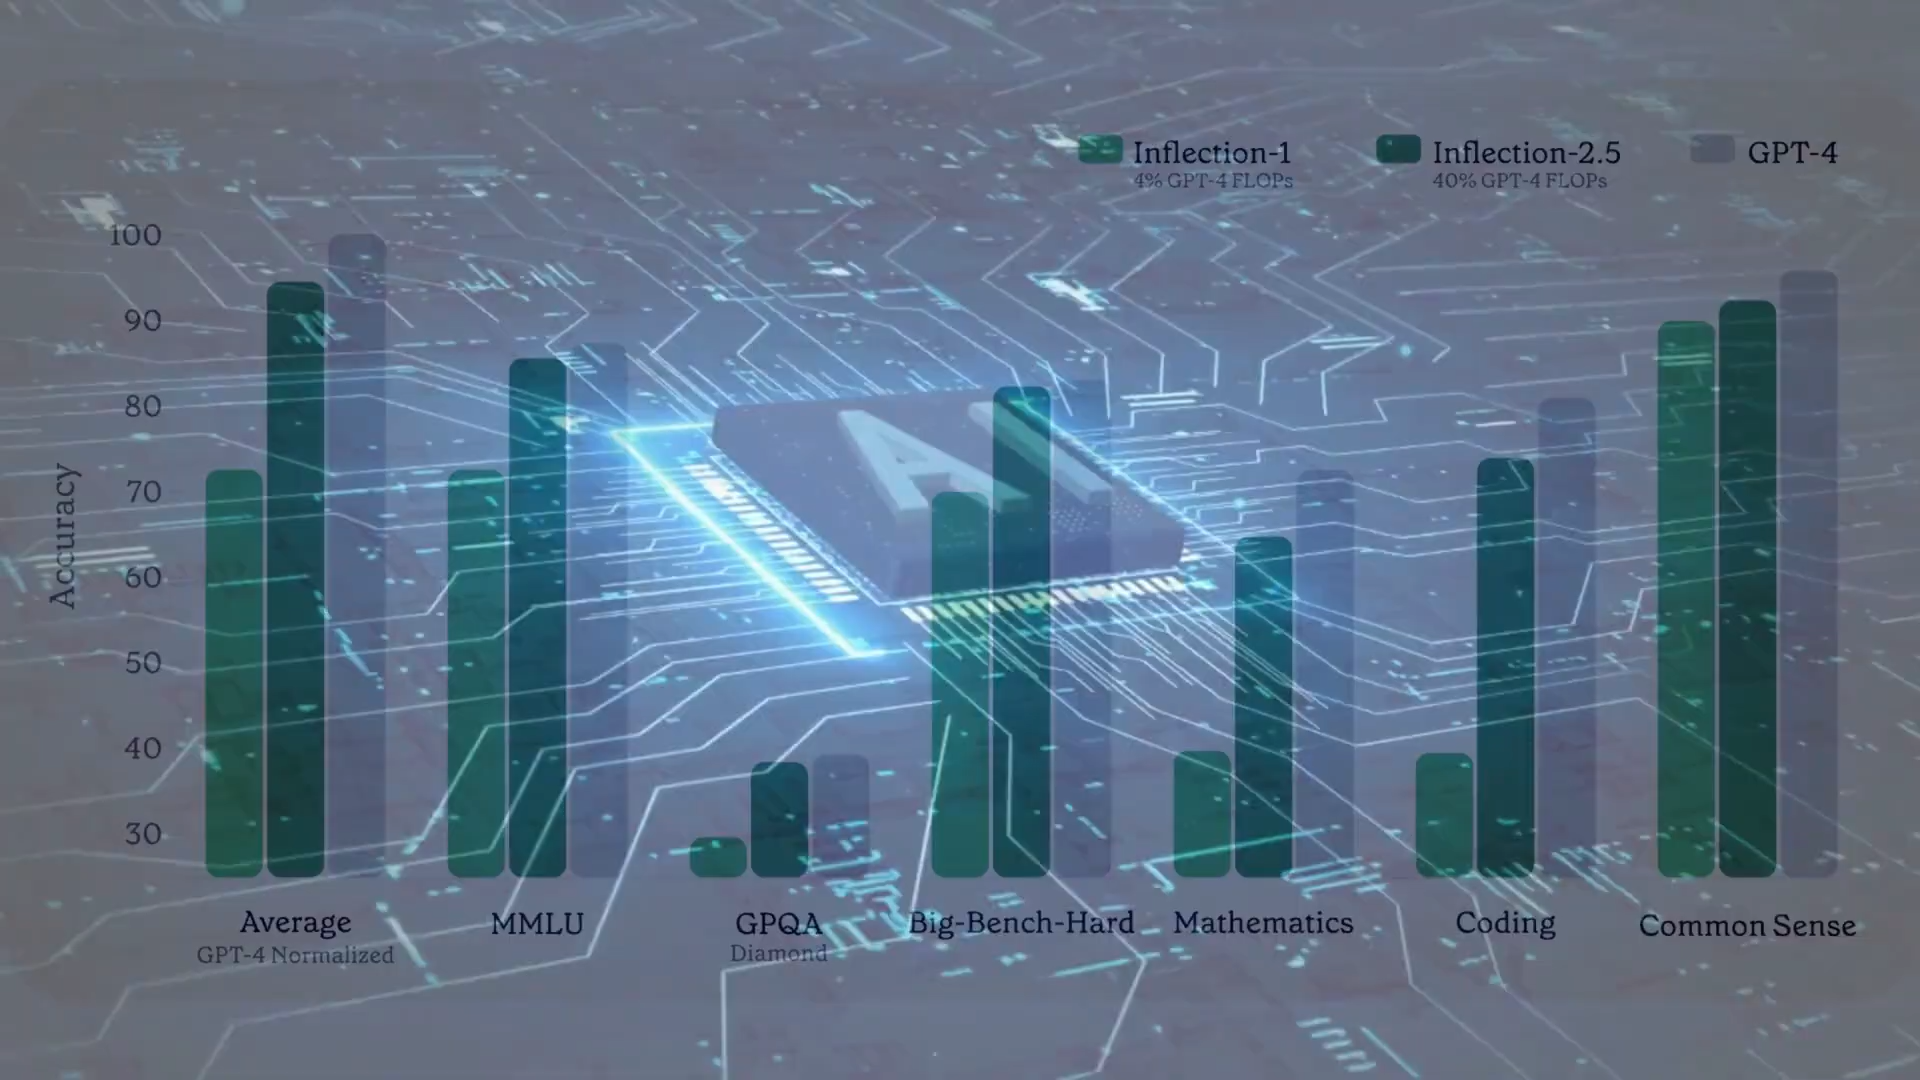 Inflection-1
4% GPT-4 FLOPs
Inflection-2.5
40% GPT-4 FLOPs
GPT-4
100
90
80
70
60
50
40
30
Accuracy
AI
Average
GPT-4 Normalized
MMLU
GPQA
Diamond
Big-Bench-Hard
Mathematics
Coding
Common Sense